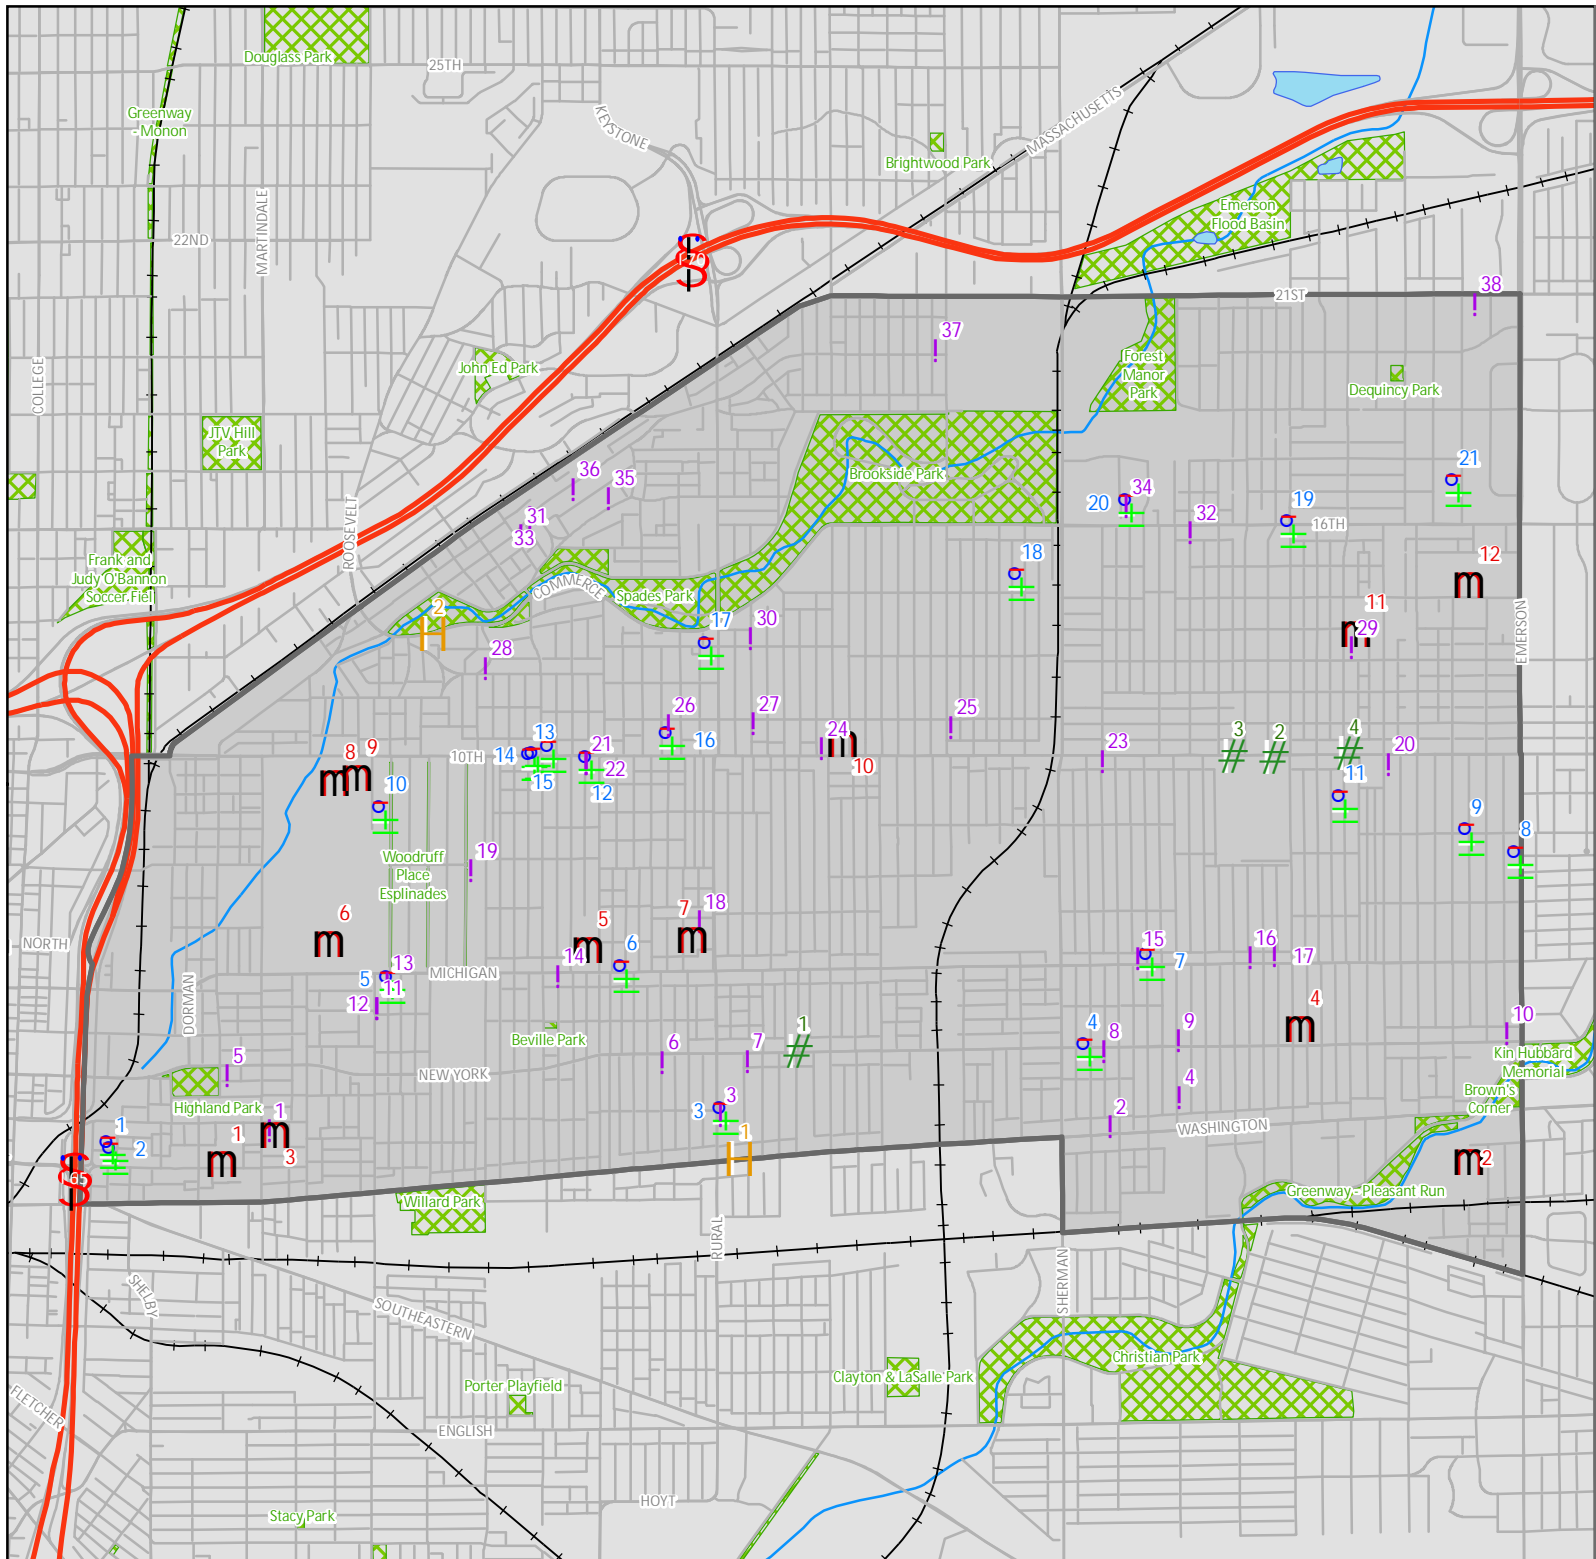 Douglass Park
25TH
Greenway
- Monon
KEYSTONE
MASSACHUSETTS
Brightwood Park
MARTINDALE
22ND
Emerson
Flood Basin
21ST
38
37
COLLEGE
John Ed Park
Forest
Manor
Park
Dequincy Park
JTV Hill
Park
36
35
Brookside Park
21
34
20
19
16TH
32
31
33
ROOSEVELT
Frank and
Judy O'Bannon
Soccer Fiel
18
12
COMMERCE
Spades Park
2
17
30
11
29
EMERSON
28
26
27
25
16
24
10
23
3
2
4
20
11
8
9
10TH
14
13
15
21
22
12
10
9
8
Woodruff
Place
Esplinades
19
6
5
7
18
NORTH
MICHIGAN
5
13
11
12
14
6
15
7
16
17
DORMAN
4
10
Beville Park
1
4
8
9
Kin Hubbard
Memorial
5
NEW YORK
6
7
4
Brown's
Corner
Highland Park
3
3
2
WASHINGTON
1
2
1
1
3
1
2
65
Willard Park
Greenway - Pleasant Run
RURAL
SHERMAN
SHELBY
SOUTHEASTERN
Christian Park
Clayton & LaSalle Park
Porter Playfield
FLETCHER
ENGLISH
HOYT
Stacy Park